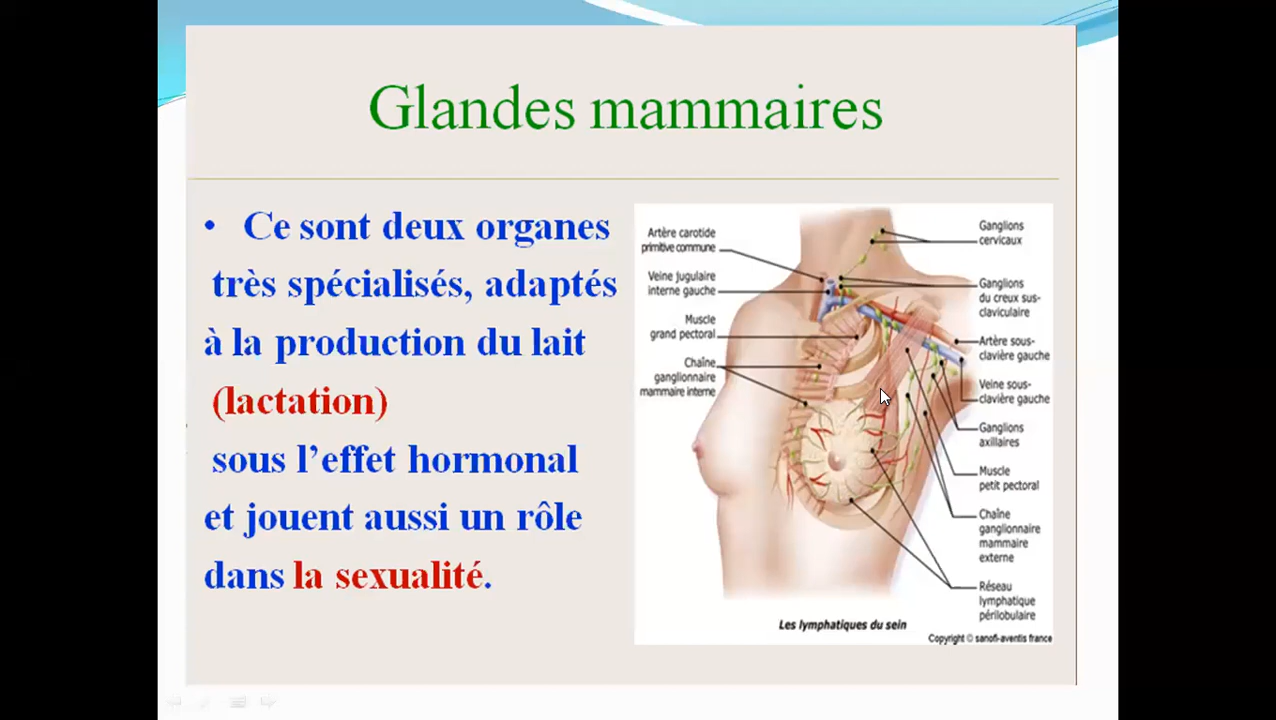 Glandes mammaires
• Ce sont deux organes
très spécialisés, adaptés
à la production du lait
(lactation)
sous l’effet hormonal
et jouent aussi un rôle
dans la sexualité.
Artère carotide
primitive commune
Veine jugulaire
interne gauche
Muscle
grand pectoral
Chaîne
ganglionnaire
mammaire interne
Ganglions
cervicaux
Ganglions
du creux sus-
claviculaire
Artère sous-
clavière gauche
Veine sous-
clavière gauche
Ganglions
axillaires
Muscle
petit pectoral
Chaîne
ganglionnaire
mammaire
externe
Réseau
lymphatique
périlobulaire
Les lymphatiques du sein
Copyright © sanofi-aventis france